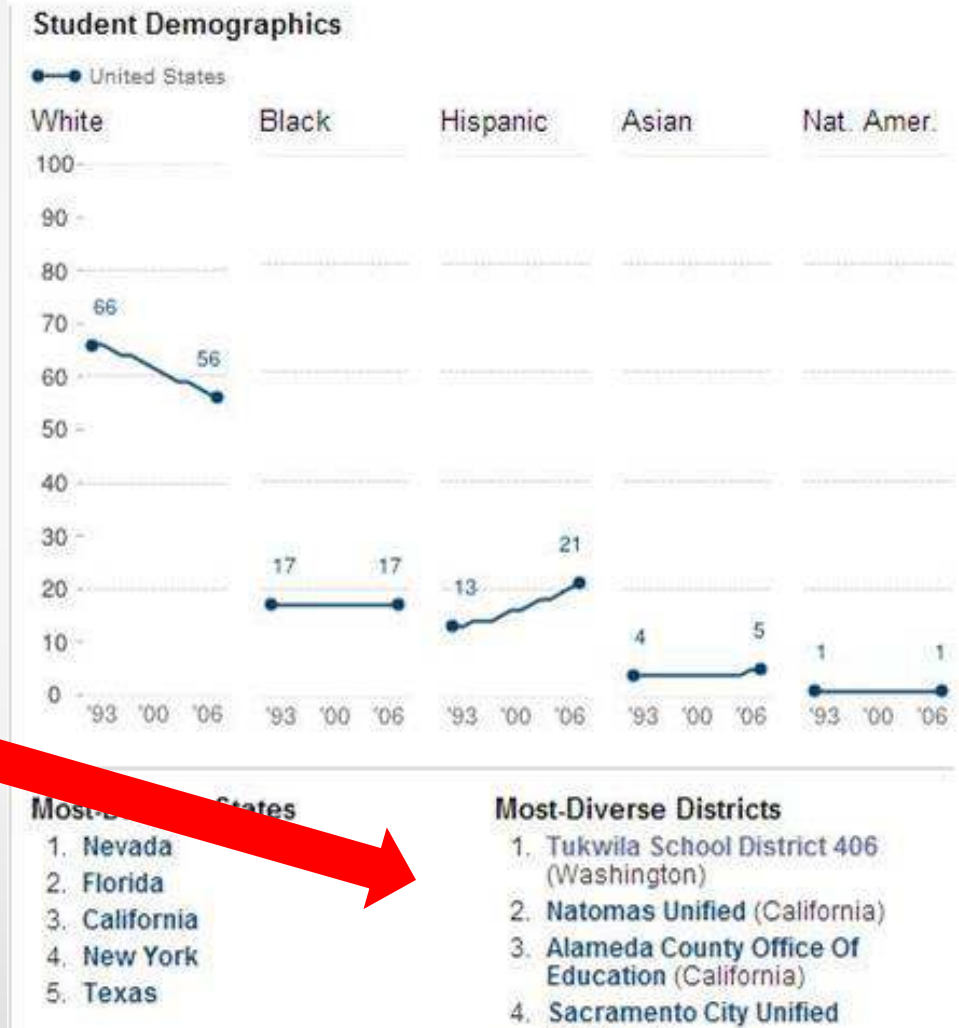 Student Demographics
United States
White Black Hispanic Asian Nat. Amer.
100
90
80
70
60
50
40
30
20
10
0
66 56
17 17
13 21
4 5
1 1
'93 '00 '06 '93 '00 '06 '93 '00 '06 '93 '00 '06 '93 '00 '06
Most-
1. Nevada
2. Florida
3. California
4. New York
5. Texas
Most-Diverse Districts
1. Tukwila School District 406
(Washington)
2. Natomas Unified (California)
3. Alameda County Office Of
Education (California)
4. Sacramento City Unified